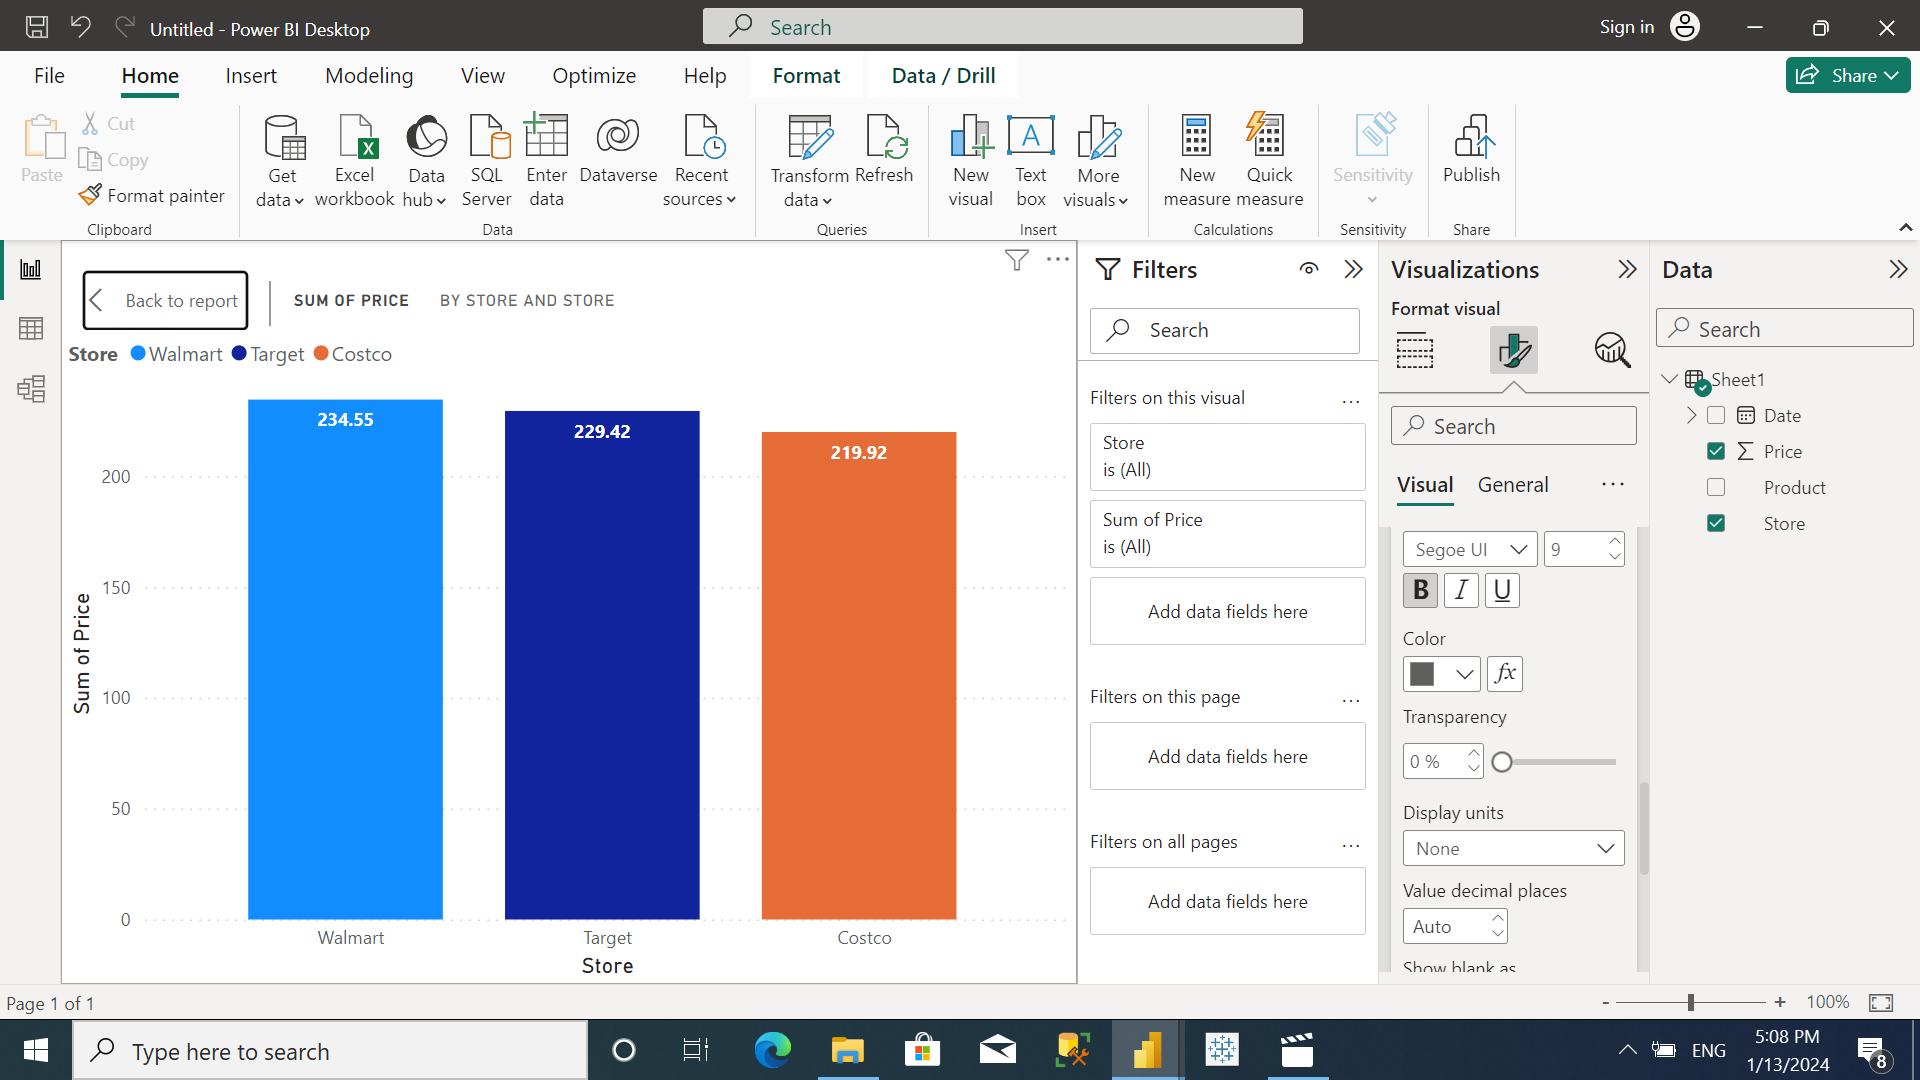 Untitled - Power BI Desktop
Search
Sign in
File
Home
Insert
Modeling
View
Optimize
Help
Format
Data / Drill
Share
Paste
Cut
Copy
Format painter
Clipboard
Get data
Excel workbook
Data hub
SQL Server
Enter data
Dataverse
Recent sources
Data
Transform data
Refresh
Queries
New visual
Text box
More visuals
Insert
New measure
Quick measure
Calculations
Sensitivity
Sensitivity
Publish
Share
Back to report
SUM OF PRICE
BY STORE AND STORE
Store
Walmart
Target
Costco
234.55
229.42
219.92
200
150
100
50
0
Sum of Price
Walmart
Target
Costco
Store
Filters
Search
Filters on this visual
Store
is (All)
Sum of Price
is (All)
Add data fields here
Filters on this page
Add data fields here
Filters on all pages
Add data fields here
Visualizations
Format visual
Search
Visual
General
Segoe UI
9
B
I
U
Color
fx
Transparency
0 %
Display units
None
Value decimal places
Auto
Show blank as
Data
Search
Sheet1
Date
Price
Product
Store
Page 1 of 1
- + 100%
Type here to search
ENG
5:08 PM
1/13/2024
8